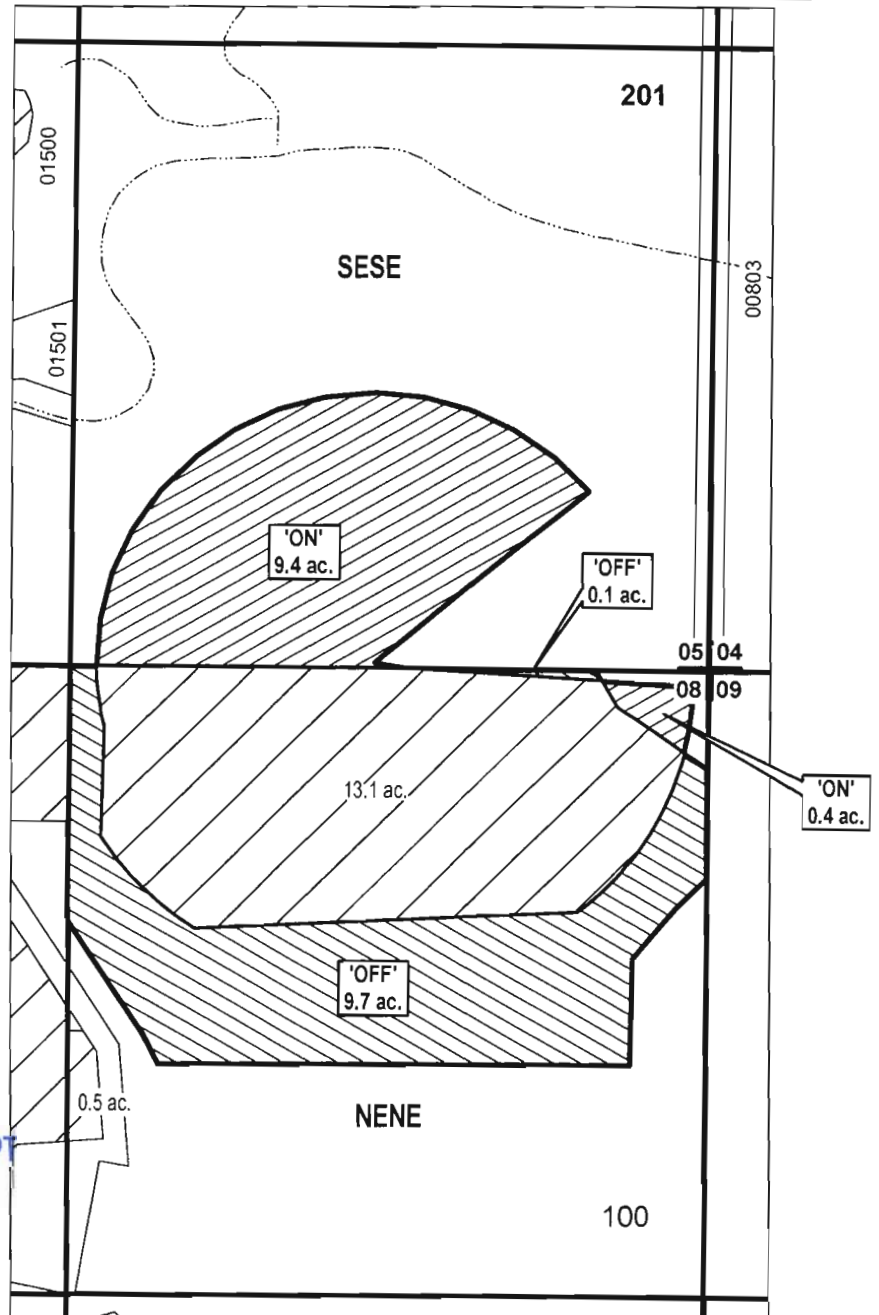 201
01500
SESE
00803
01501
'ON'
9.4 ac.
'OFF'
0.1 ac.
05 04
08 09
13.1 ac.
'ON'
0.4 ac.
'OFF'
9.7 ac.
0.5 ac.
NENE
100